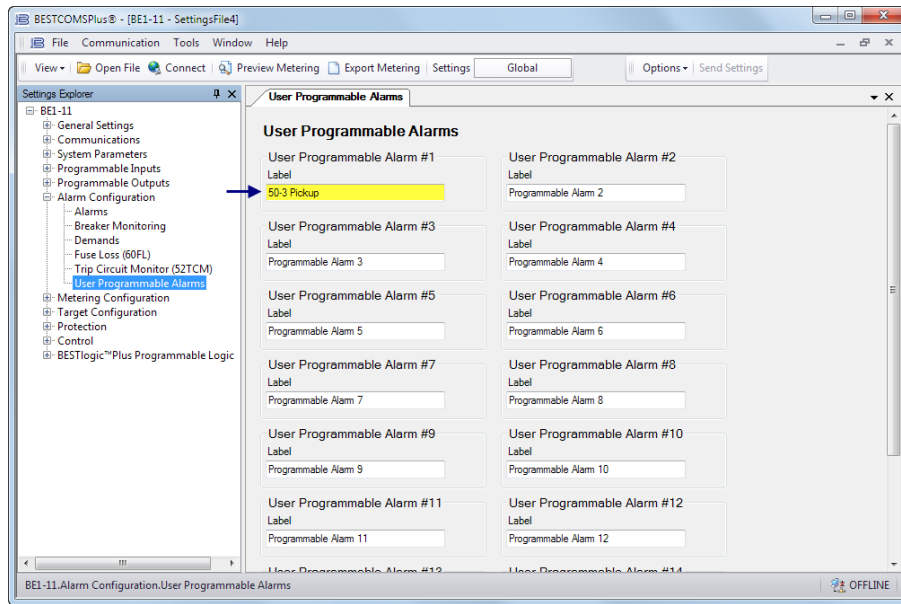 BESTCOMSPlus® - [BE1-11 - SettingsFile4]
File Communication Tools Window Help
View Open File Connect Preview Metering Export Metering Settings Global Options Send Settings
Settings Explorer
BE1-11
General Settings
Communications
System Parameters
Programmable Inputs
Programmable Outputs
Alarm Configuration
Alarms
Breaker Monitoring
Demands
Fuse Loss (60FL)
Trip Circuit Monitor (52TCM)
User Programmable Alarms
Metering Configuration
Target Configuration
Protection
Control
BESTlogic™Plus Programmable Logic
User Programmable Alarms
User Programmable Alarms
User Programmable Alarm #1
Label
50-3 Pickup
User Programmable Alarm #2
Label
Programmable Alarm 2
User Programmable Alarm #3
Label
Programmable Alarm 3
User Programmable Alarm #4
Label
Programmable Alarm 4
User Programmable Alarm #5
Label
Programmable Alarm 5
User Programmable Alarm #6
Label
Programmable Alarm 6
User Programmable Alarm #7
Label
Programmable Alarm 7
User Programmable Alarm #8
Label
Programmable Alarm 8
User Programmable Alarm #9
Label
Programmable Alarm 9
User Programmable Alarm #10
Label
Programmable Alarm 10
User Programmable Alarm #11
Label
Programmable Alarm 11
User Programmable Alarm #12
Label
Programmable Alarm 12
User Programmable Alarm #13
User Programmable Alarm #14
BE1-11.Alarm Configuration.User Programmable Alarms
OFFLINE